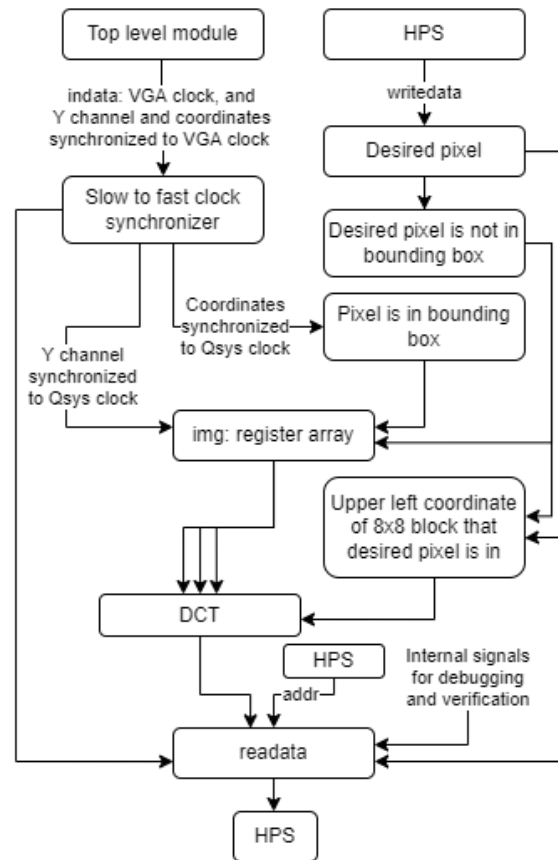 Top level module
HPS
indata: VGA clock, and
Y channel and coordinates
synchronized to VGA clock
writedata
Desired pixel
Slow to fast clock
synchronizer
Desired pixel is not in
bounding box
Coordinates
synchronized
to Qsys clock
Pixel is in bounding
box
Y channel
synchronized
to Qsys clock
img: register array
Upper left coordinate
of 8x8 block that
desired pixel is in
DCT
HPS
addr
Internal signals
for debugging
and verification
readata
HPS